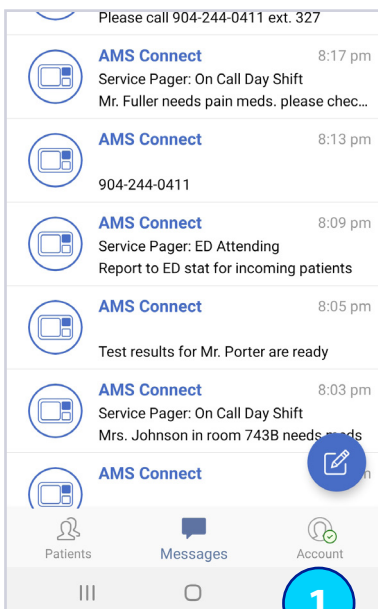 Please call 904-244-0411 ext. 327
AMS Connect 8:17 pm
Service Pager: On Call Day Shift
Mr. Fuller needs pain meds. please chec...
AMS Connect 8:13 pm
904-244-0411
AMS Connect 8:09 pm
Service Pager: ED Attending
Report to ED stat for incoming patients
AMS Connect 8:05 pm
Test results for Mr. Porter are ready
AMS Connect 8:03 pm
Service Pager: On Call Day Shift
Mrs. Johnson in room 743B needs meds
AMS Connect
Patients Messages Account
1